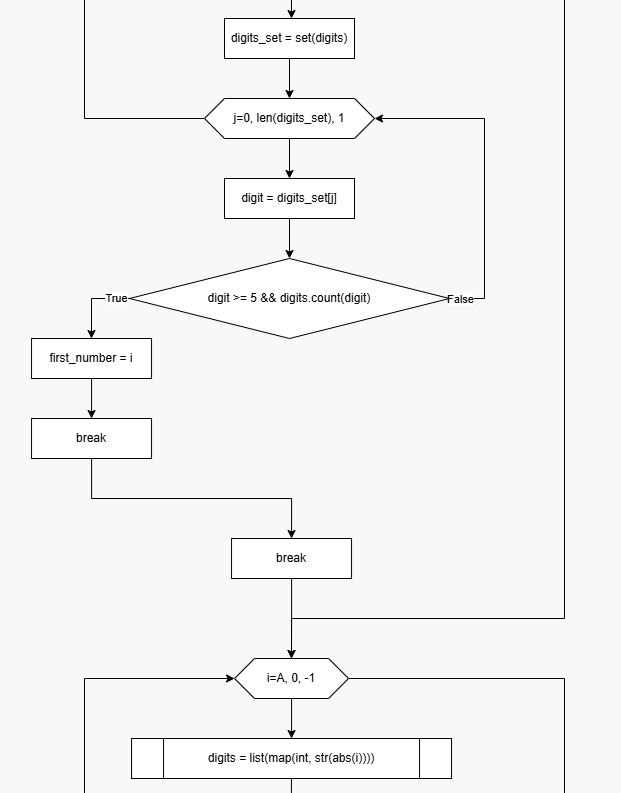 digits_set = set(digits)
j=0, len(digits_set), 1
digit = digits_set[j]
digit >= 5 && digits.count(digit)
True
False
first_number = i
break
break
i=A, 0, -1
digits = list(map(int, str(abs(i))))